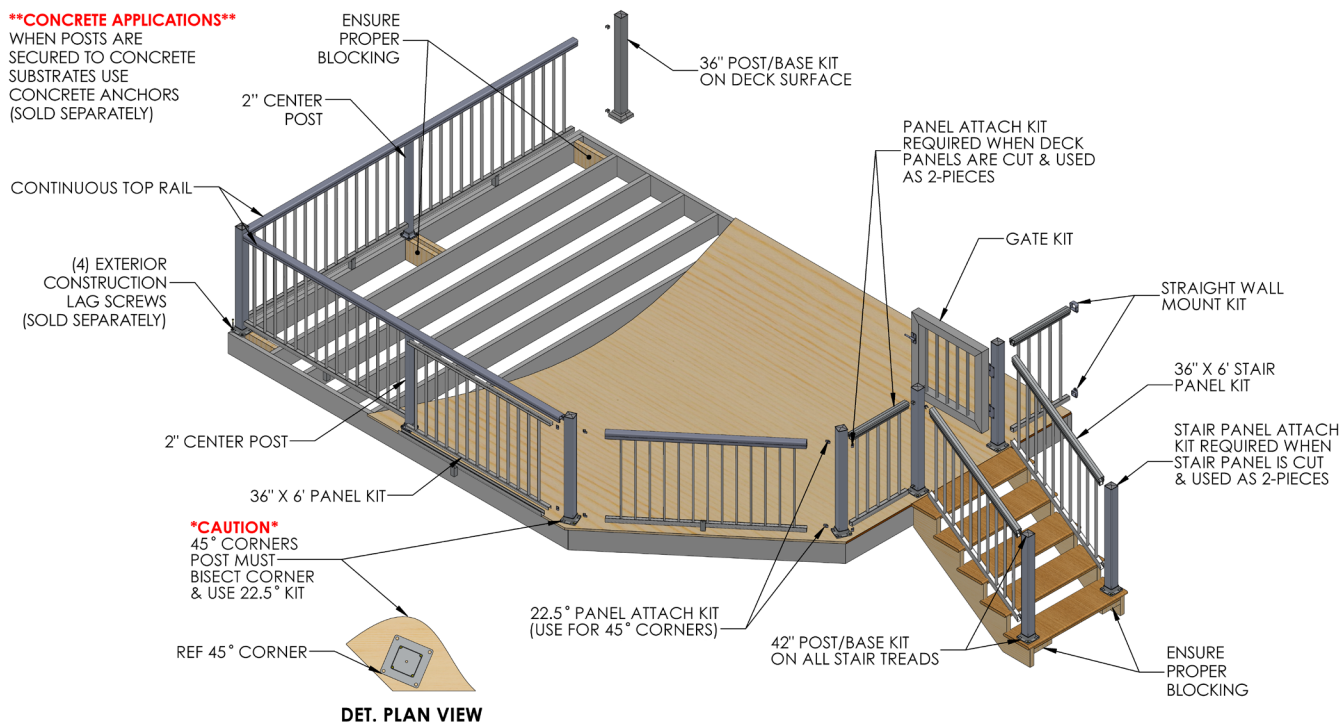 **CONCRETE APPLICATIONS**
WHEN POSTS ARE
SECURED TO CONCRETE
SUBSTRATES USE
CONCRETE ANCHORS
(SOLD SEPARATELY)
ENSURE
PROPER
BLOCKING
36" POST/BASE KIT
ON DECK SURFACE
2" CENTER
POST
PANEL ATTACH KIT
REQUIRED WHEN DECK
PANELS ARE CUT & USED
AS 2-PIECES
CONTINUOUS TOP RAIL
GATE KIT
(4) EXTERIOR
CONSTRUCTION
LAG SCREWS
(SOLD SEPARATELY)
STRAIGHT WALL
MOUNT KIT
36" X 6' STAIR
PANEL KIT
2" CENTER POST
STAIR PANEL ATTACH
KIT REQUIRED WHEN
STAIR PANEL IS CUT
& USED AS 2-PIECES
36" X 6' PANEL KIT
*CAUTION*
45° CORNERS
POST MUST
BISECT CORNER
& USE 22.5° KIT
22.5° PANEL ATTACH KIT
(USE FOR 45° CORNERS)
42" POST/BASE KIT
ON ALL STAIR TREADS
ENSURE
PROPER
BLOCKING
REF 45° CORNER
DET. PLAN VIEW